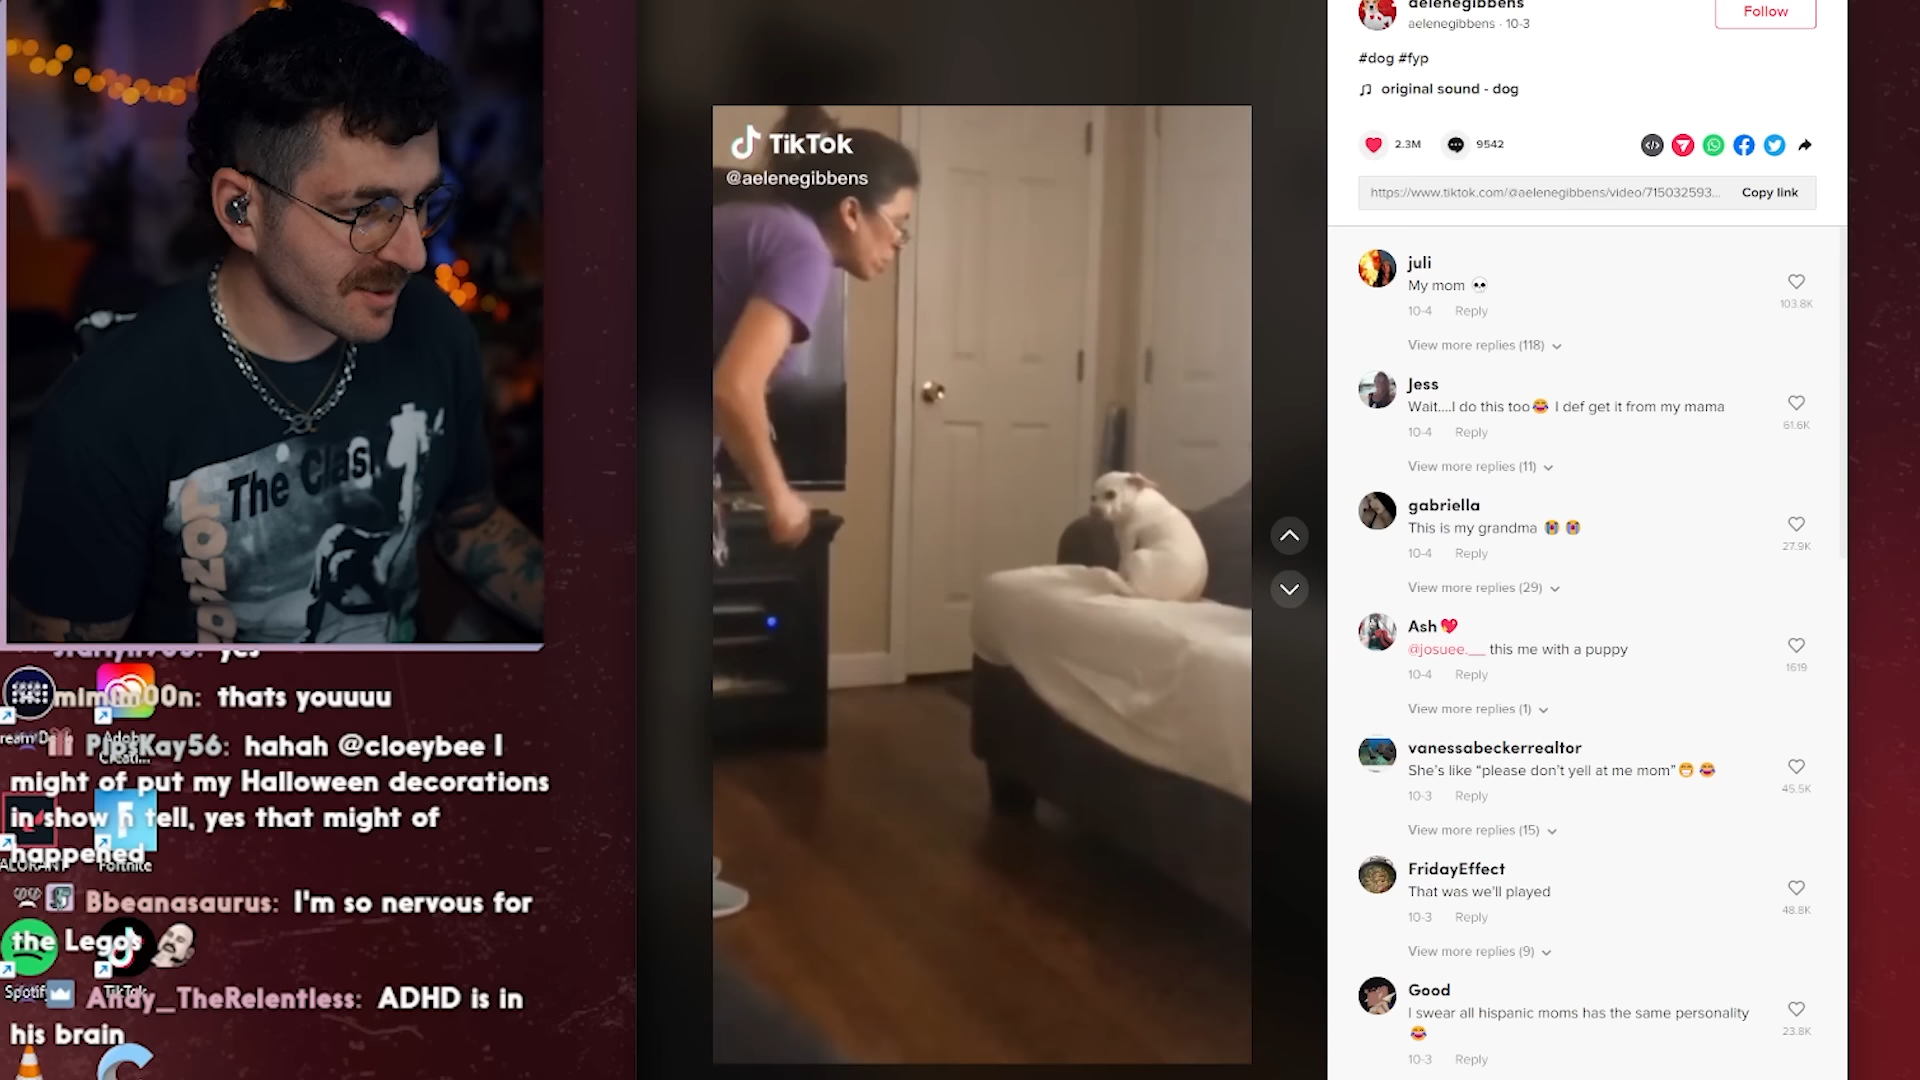 The Clas
LONDON
starlyn986: yes
mimim00n: thats youuuu
PipsKay56: hahah @cloeybee I
might of put my Halloween decorations
in show n tell, yes that might of
happened
Fortnite
Bbeanasaurus: I'm so nervous for
the Legos
Spotify
TikTok
Andy_TheRelentless: ADHD is in
his brain
TikTok
@aelenegibbens
aelenegibbens
aelenegibbens · 10-3
Follow
#dog #fyp
original sound - dog
2.3M
9542
https://www.tiktok.com/@aelenegibbens/video/715032593...
Copy link
juli
My mom 💀
103.8K
10-4 Reply
View more replies (118)
Jess
Wait....I do this too😂 I def get it from my mama
61.6K
10-4 Reply
View more replies (11)
gabriella
This is my grandma 😭 😭
27.9K
10-4 Reply
View more replies (29)
Ash💖
@josuee.__ this me with a puppy
1619
10-4 Reply
View more replies (1)
vanessabeckerrealtor
She's like “please don't yell at me mom”😁 😂
45.5K
10-3 Reply
View more replies (15)
FridayEffect
That was we'll played
48.8K
10-3 Reply
View more replies (9)
Good
I swear all hispanic moms has the same personality
😂
23.8K
10-3 Reply